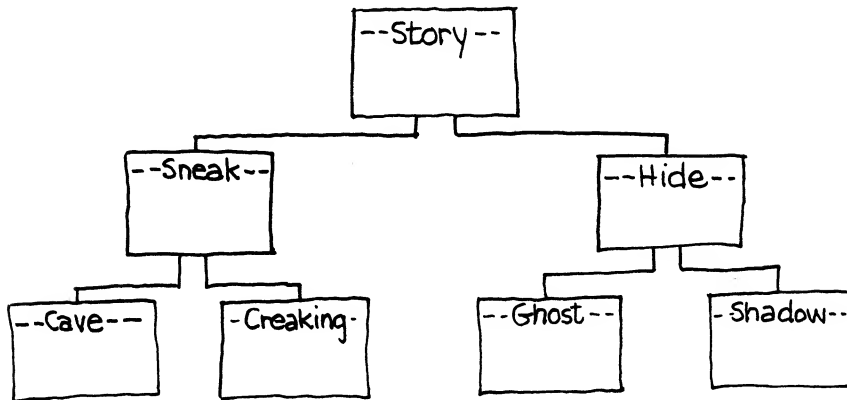 --Story--
--Sneak--
--Hide--
--Cave--
-Creaking-
--Ghost--
-Shadow--